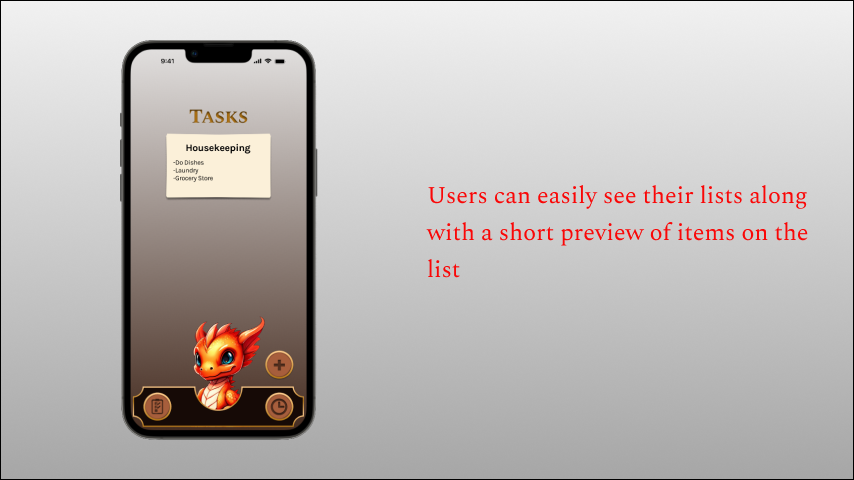 9:41
Tasks
Housekeeping
-Do Dishes
-Laundry
-Grocery Store
Users can easily see their lists along
with a short preview of items on the
list